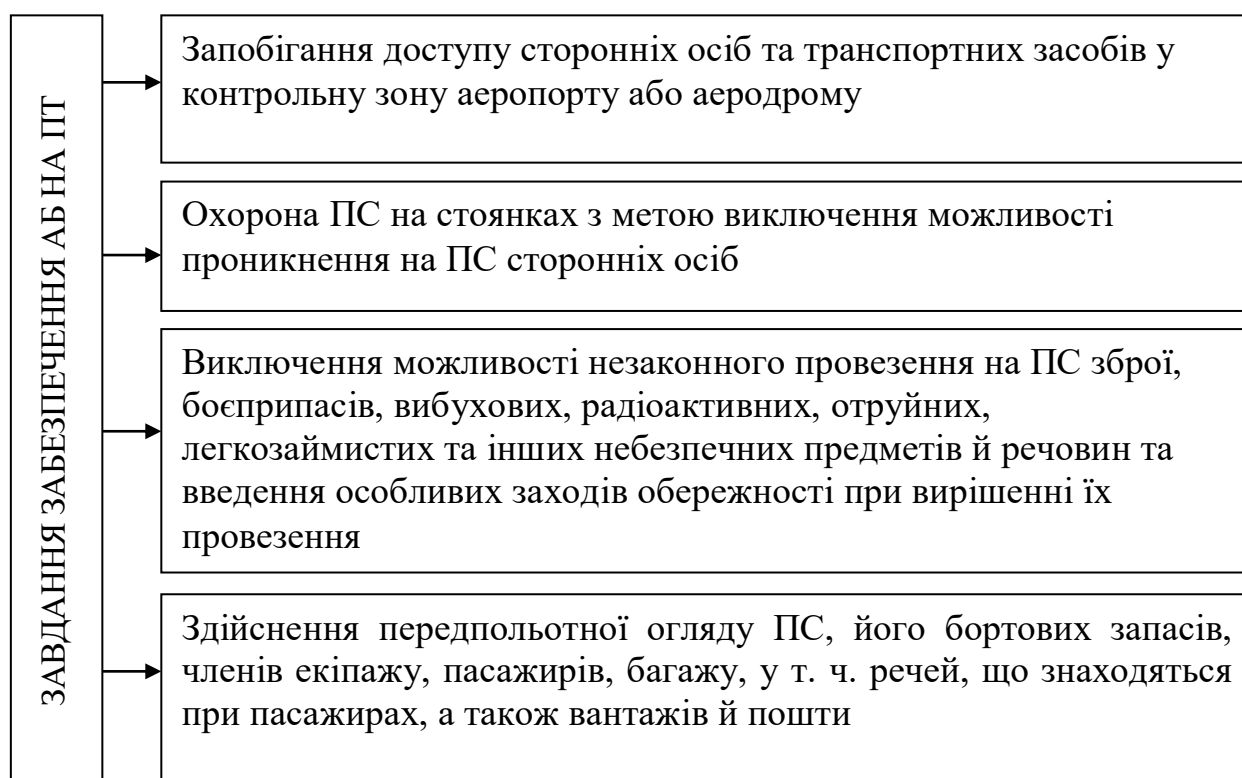 ЗАВДАННЯ ЗАБЕЗПЕЧЕННЯ АБ НА ПТ
Запобігання доступу сторонніх осіб та транспортних засобів у
контрольну зону аеропорту або аеродрому
Охорона ПС на стоянках з метою виключення можливості
проникнення на ПС сторонніх осіб
Виключення можливості незаконного провезення на ПС зброї,
боєприпасів, вибухових, радіоактивних, отруйних,
легкозаймистих та інших небезпечних предметів й речовин та
введення особливих заходів обережності при вирішенні їх
провезення
Здійснення передпольотної огляду ПС, його бортових запасів,
членів екіпажу, пасажирів, багажу, у т. ч. речей, що знаходяться
при пасажирах, а також вантажів й пошти